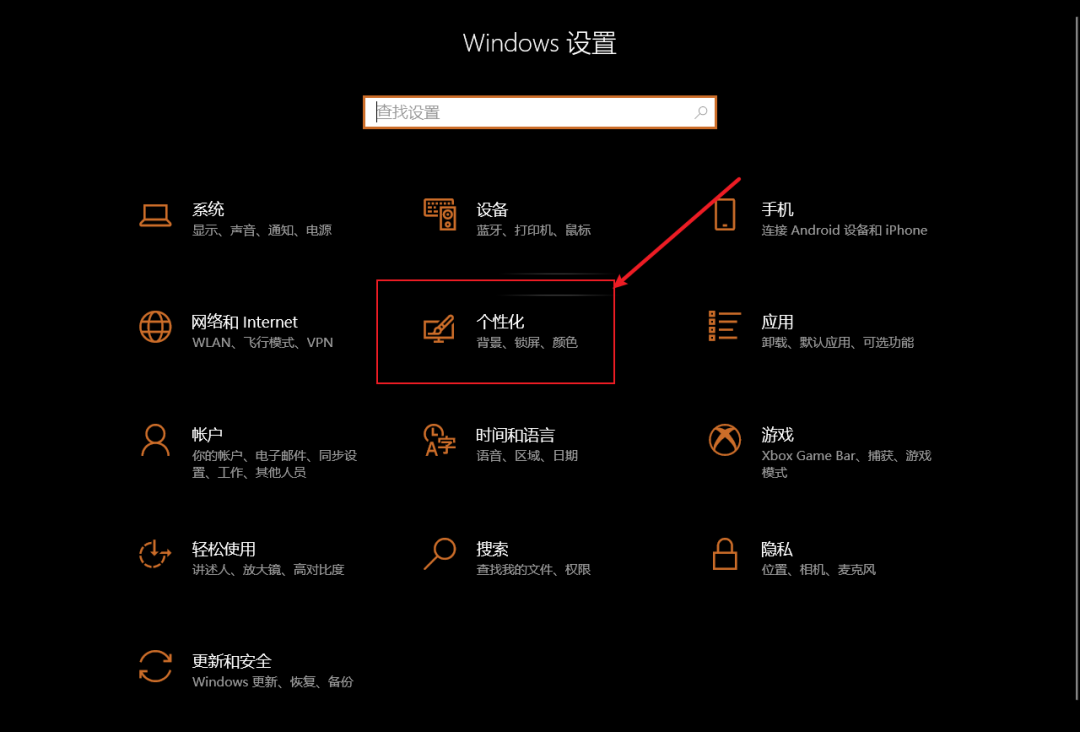 Windows 设置
查找设置
系统
显示、声音、通知、电源
设备
蓝牙、打印机、鼠标
手机
连接 Android 设备和 iPhone
网络和 Internet
WLAN、飞行模式、VPN
个性化
背景、锁屏、颜色
应用
卸载、默认应用、可选功能
帐户
你的帐户、电子邮件、同步设
置、工作、其他人员
时间和语言
语音、区域、日期
游戏
Xbox Game Bar、捕获、游戏
模式
轻松使用
讲述人、放大镜、高对比度
搜索
查找我的文件、权限
隐私
位置、相机、麦克风
更新和安全
Windows 更新、恢复、备份